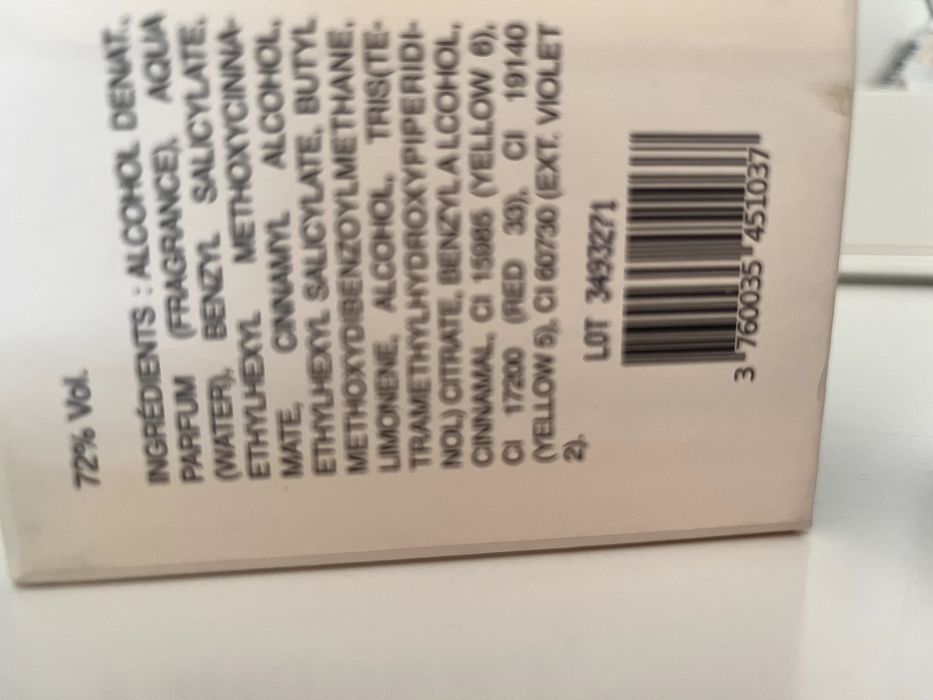 72% Vol.
INGRÉDIENTS : ALCOHOL DENAT.,
PARFUM (FRAGRANCE), AQUA
(WATER), BENZYL SALICYLATE,
ETHYLHEXYL METHOXYCINNA-
MATE, CINNAMYL ALCOHOL,
ETHYLHEXYL SALICYLATE, BUTYL
METHOXYDIBENZOYLMETHANE,
LIMONENE, ALCOHOL, TRIS(TE-
TRAMETHYLHYDROXYPIPERIDI-
NOL) CITRATE, BENZYL A LCOHOL,
CINNAMAL, CI 15985 (YELLOW 6),
CI 17200 (RED 33), CI 19140
(YELLOW 5), CI 60730 (EXT. VIOLET
2).
LOT 3493271
3 760035 451037